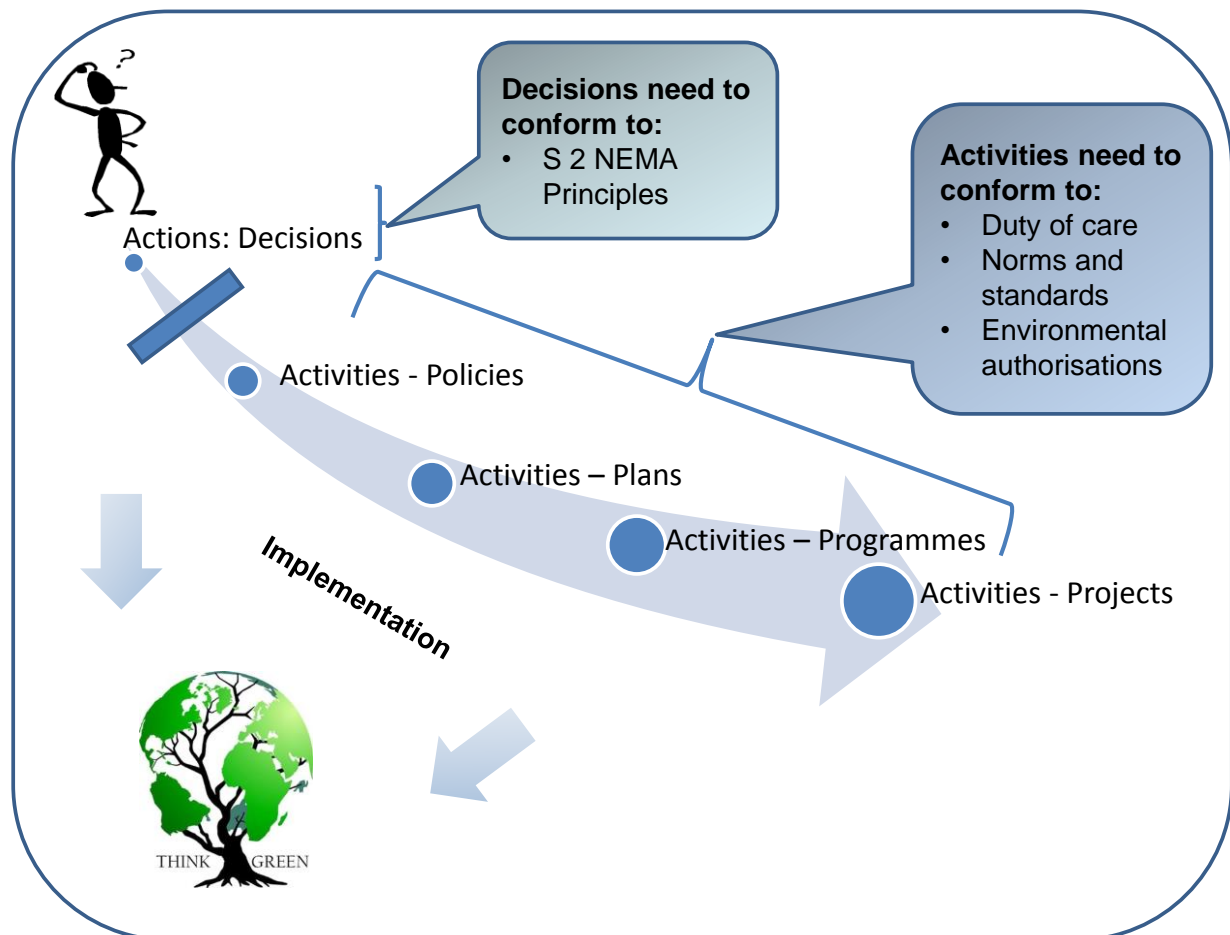 ?
Decisions need to
conform to:
• S 2 NEMA
Principles
Activities need to
conform to:
• Duty of care
• Norms and
standards
• Environmental
authorisations
Actions: Decisions
Activities - Policies
Activities – Plans
Activities – Programmes
Activities - Projects
Implementation
THINK GREEN